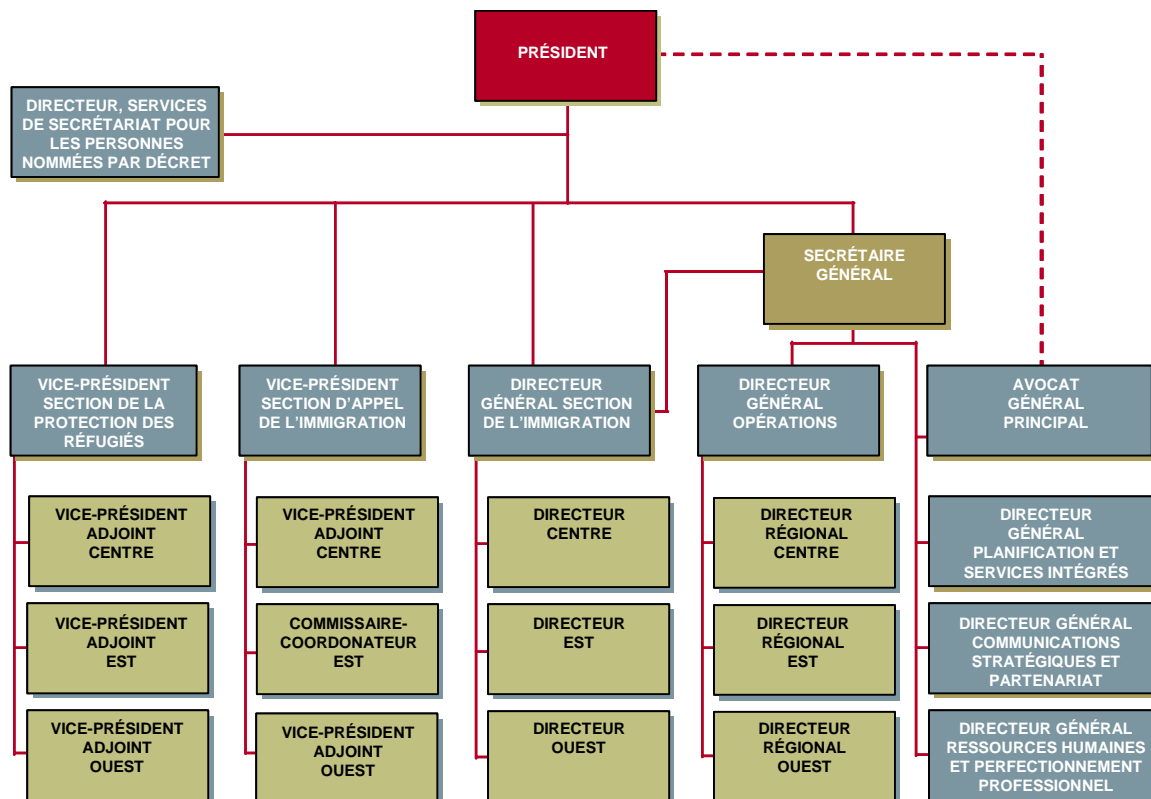 PRÉSIDENT
DIRECTEUR, SERVICES
DE SECRÉTARIAT POUR
LES PERSONNES
NOMMÉES PAR DÉCRET
SECRÉTAIRE
GÉNÉRAL
VICE-PRÉSIDENT
SECTION DE LA
PROTECTION DES
RÉFUGIÉS
VICE-PRÉSIDENT
SECTION D'APPEL
DE L'IMMIGRATION
DIRECTEUR
GÉNÉRAL SECTION
DE L'IMMIGRATION
DIRECTEUR
GÉNÉRAL
OPÉRATIONS
AVOCAT
GÉNÉRAL
PRINCIPAL
VICE-PRÉSIDENT
ADJOINT
CENTRE
VICE-PRÉSIDENT
ADJOINT
CENTRE
DIRECTEUR
CENTRE
DIRECTEUR
RÉGIONAL
CENTRE
DIRECTEUR
GÉNÉRAL
PLANIFICATION ET
SERVICES INTÉGRÉS
VICE-PRÉSIDENT
ADJOINT
EST
COMMISSAIRE-
COORDONATEUR
EST
DIRECTEUR
EST
DIRECTEUR
RÉGIONAL
EST
DIRECTEUR GÉNÉRAL
COMMUNICATIONS
STRATÉGIQUES ET
PARTENARIAT
VICE-PRÉSIDENT
ADJOINT
OUEST
VICE-PRÉSIDENT
ADJOINT
OUEST
DIRECTEUR
OUEST
DIRECTEUR
RÉGIONAL
OUEST
DIRECTEUR GÉNÉRAL
RESSOURCES HUMAINES
ET PERFECTIONNEMENT
PROFESSIONNEL